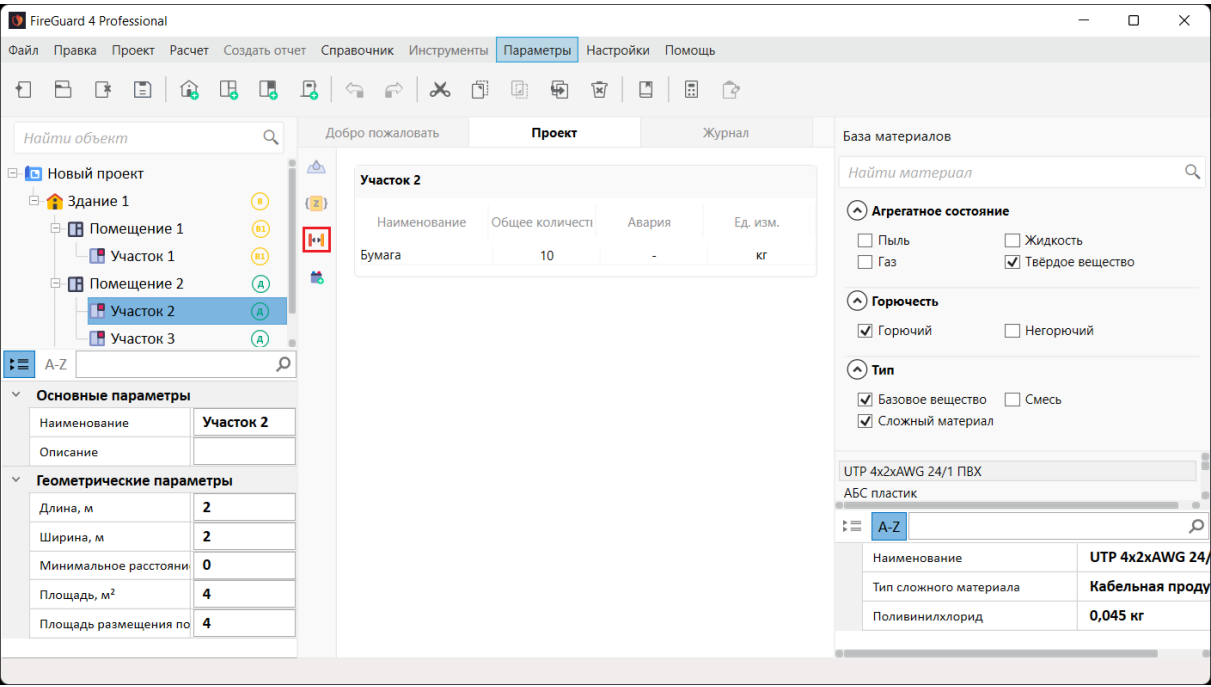 FireGuard 4 Professional
Файл Правка Проект Расчет Создать отчет Справочник Инструменты Параметры Настройки Помощь
Найти объект
Новый проект
Здание 1 В
Помещение 1 В1
Участок 1 В1
Помещение 2 Д
Участок 2 Д
Участок 3 Д
A-Z
Основные параметры
Наименование Участок 2
Описание
Геометрические параметры
Длина, м 2
Ширина, м 2
Минимальное расстояни 0
Площадь, м² 4
Площадь размещения по 4
Добро пожаловать Проект Журнал
{z}
Участок 2
Наименование Общее количеств Авария Ед. изм.
Бумага 10 - кг
База материалов
Найти материал
Агрегатное состояние
Пыль Жидкость
Газ Твёрдое вещество
Горючесть
Горючий Негорючий
Тип
Базовое вещество Смесь
Сложный материал
UTP 4x2xAWG 24/1 ПВХ
АБС пластик
A-Z
Наименование UTP 4x2xAWG 24/
Тип сложного материала Кабельная проду
Поливинилхлорид 0,045 кг